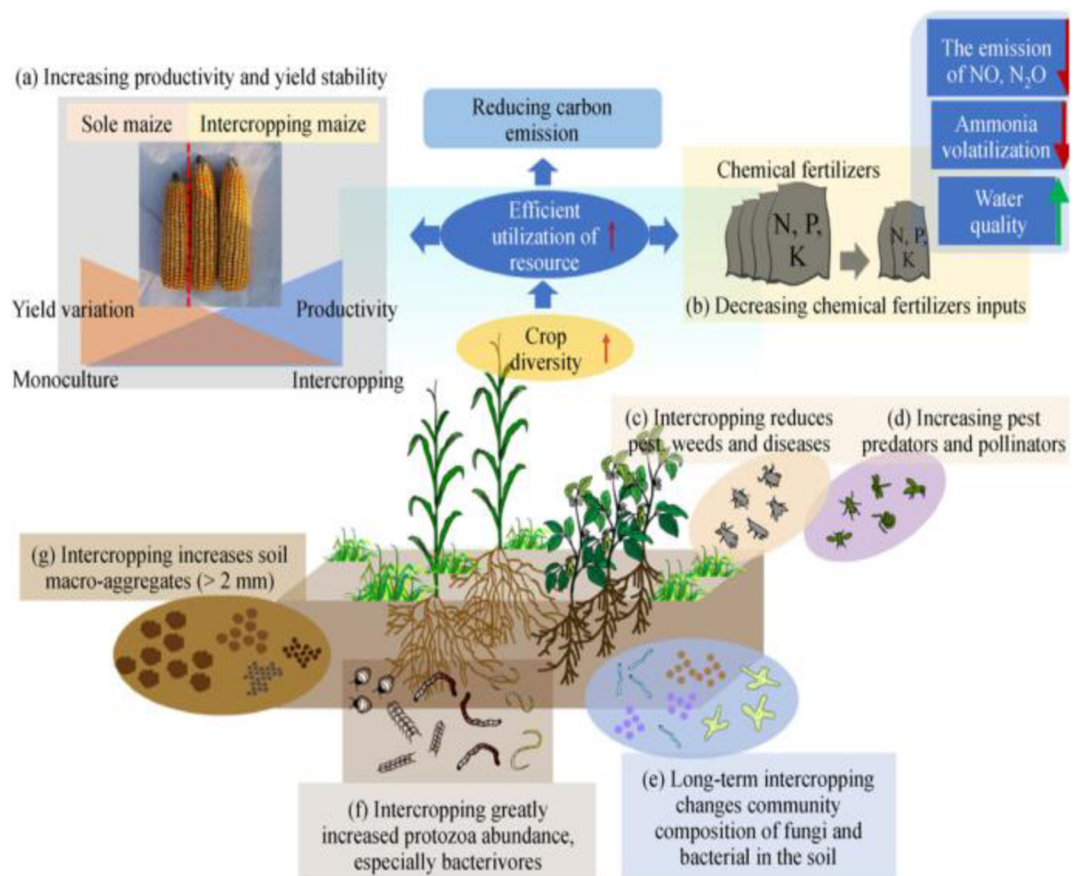 (a) Increasing productivity and yield stability
Sole maize
Intercropping maize
Yield variation
Productivity
Monoculture
Intercropping
Reducing carbon
emission
Efficient
utilization of
resource
Crop
diversity
Chemical fertilizers
N, P,
K
N, P,
K
(b) Decreasing chemical fertilizers inputs
The emission
of NO, N₂O
Ammonia
volatilization
Water
quality
(c) Intercropping reduces
pest, weeds and diseases
(d) Increasing pest
predators and pollinators
(g) Intercropping increases soil
macro-aggregates (> 2 mm)
(f) Intercropping greatly
increased protozoa abundance,
especially bacterivores
(e) Long-term intercropping
changes community
composition of fungi and
bacterial in the soil